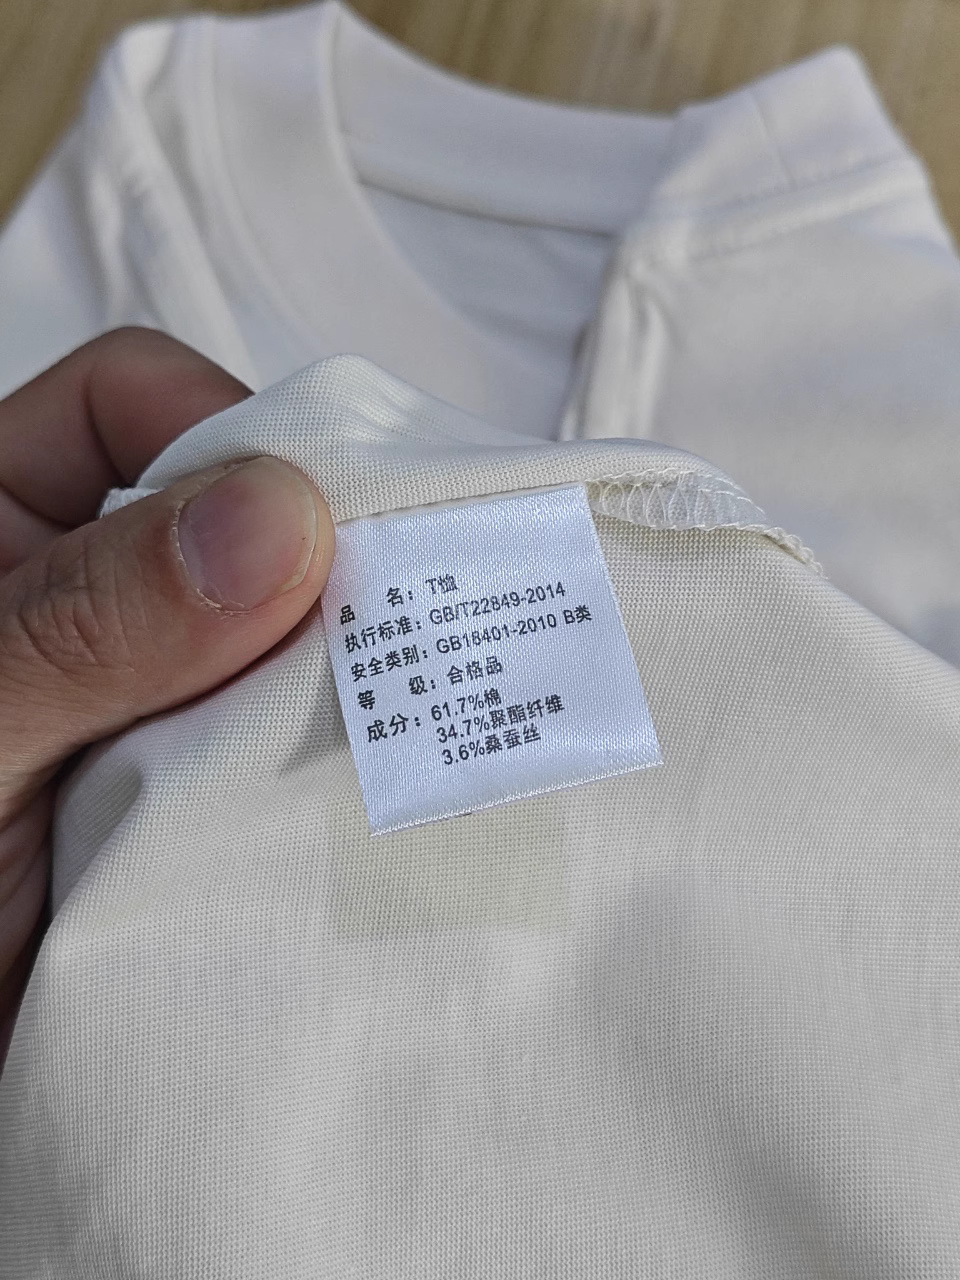 品 名：T恤
执行标准：GB/T22849-2014
安全类别：GB18401-2010 B类
等 级：合格品
成分：61.7%棉
34.7%聚酯纤维
3.6%桑蚕丝